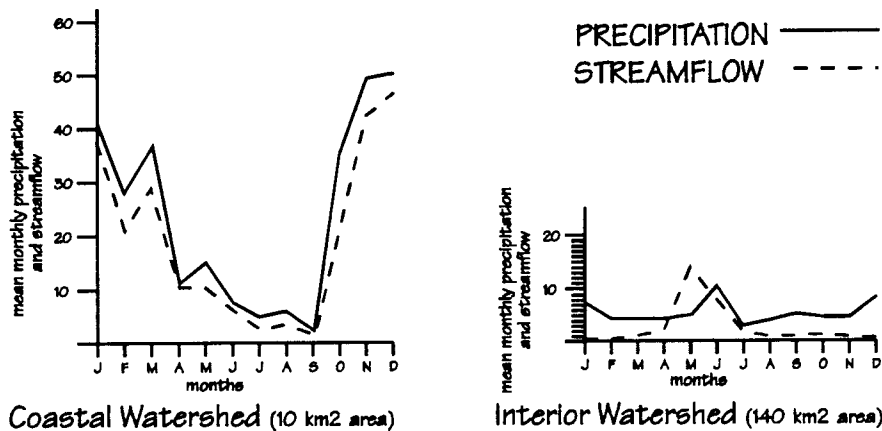 PRECIPITATION
STREAMFLOW
60
50
40
30
20
10
mean monthly precipitation
and streamflow
J F M A M J J A S O N D
months
Coastal Watershed (10 km2 area)
20
10
mean monthly precipitation
and streamflow
J F M A M J J A S O N D
months
Interior Watershed (140 km2 area)